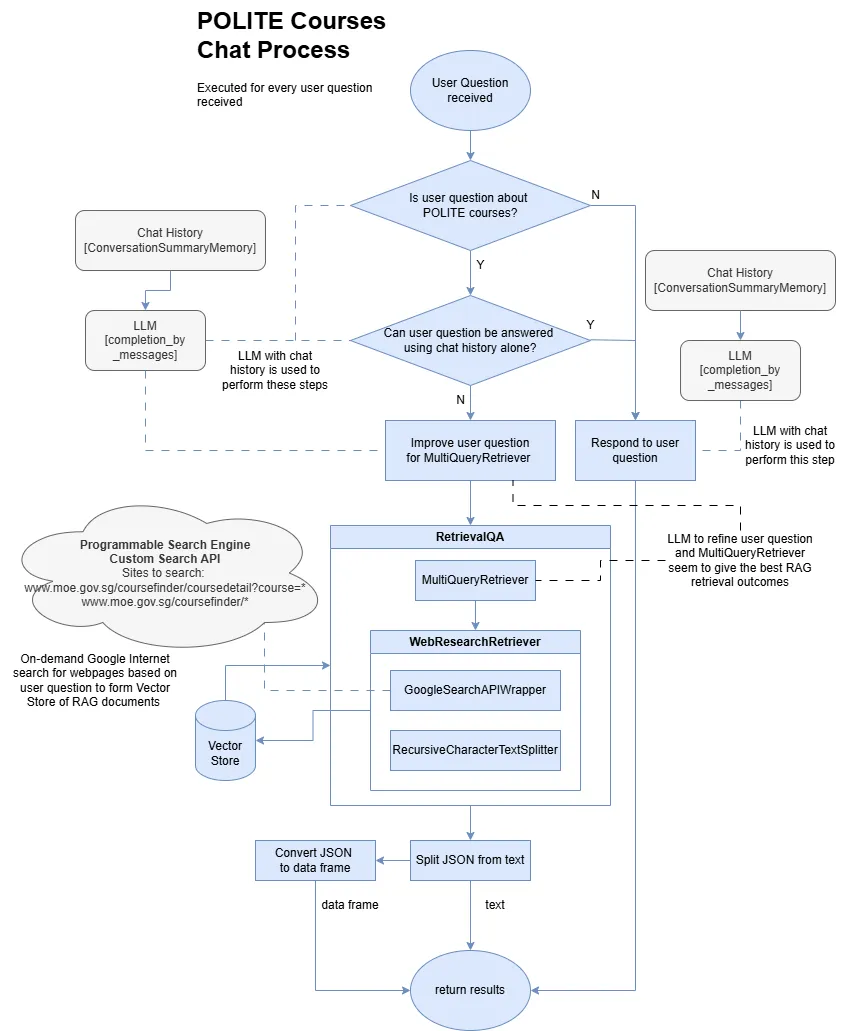 POLITE Courses
Chat Process
Executed for every user question
received
User Question
received
Is user question about
POLITE courses?
N
Y
Chat History
[ConversationSummaryMemory]
LLM
[completion_by
_messages]
LLM with chat
history is used to
perform these steps
Can user question be answered
using chat history alone?
Y
N
Chat History
[ConversationSummaryMemory]
LLM
[completion_by
_messages]
LLM with chat
history is used to
perform this step
Improve user question
for MultiQueryRetriever
Respond to user
question
LLM to refine user question
and MultiQueryRetriever
seem to give the best RAG
retrieval outcomes
RetrievalQA
MultiQueryRetriever
WebResearchRetriever
GoogleSearchAPIWrapper
RecursiveCharacterTextSplitter
Programmable Search Engine
Custom Search API
Sites to search:
www.moe.gov.sg/coursefinder/coursedetail?course=*
www.moe.gov.sg/coursefinder/*
On-demand Google Internet
search for webpages based on
user question to form Vector
Store of RAG documents
Vector
Store
Convert JSON
to data frame
Split JSON from text
data frame
text
return results